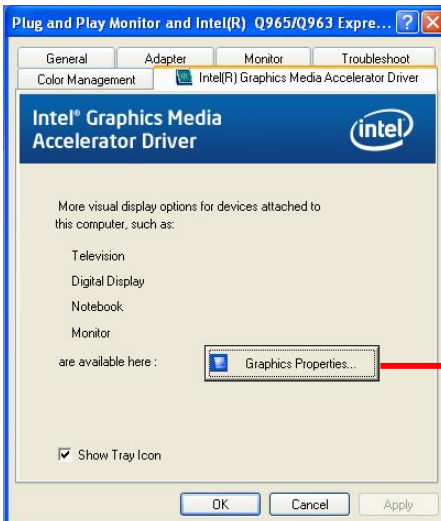 Plug and Play Monitor and Intel(R) Q965/Q963 Expre...
General Adapter Monitor Troubleshoot
Color Management Intel(R) Graphics Media Accelerator Driver
Intel® Graphics Media
Accelerator Driver
intel
More visual display options for devices attached to
this computer, such as:
Television
Digital Display
Notebook
Monitor
are available here : Graphics Properties...
Show Tray Icon
OK Cancel Apply